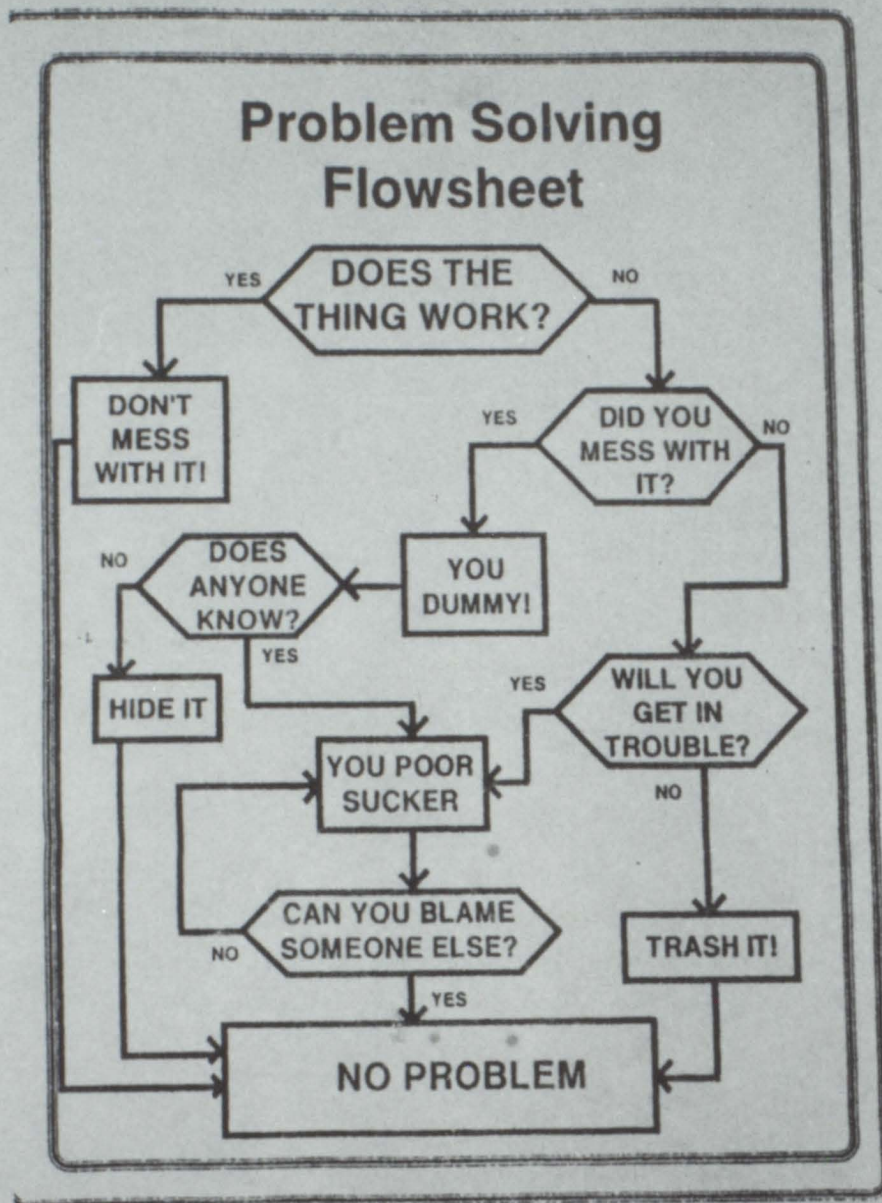 Problem Solving
Flowsheet
DOES THE
THING WORK?
YES
NO
DON'T
MESS
WITH IT!
DID YOU
MESS WITH
IT?
YES
NO
YOU
DUMMY!
DOES
ANYONE
KNOW?
NO
YES
HIDE IT
WILL YOU
GET IN
TROUBLE?
YES
NO
YOU POOR
SUCKER
CAN YOU BLAME
SOMEONE ELSE?
NO
YES
TRASH IT!
NO PROBLEM